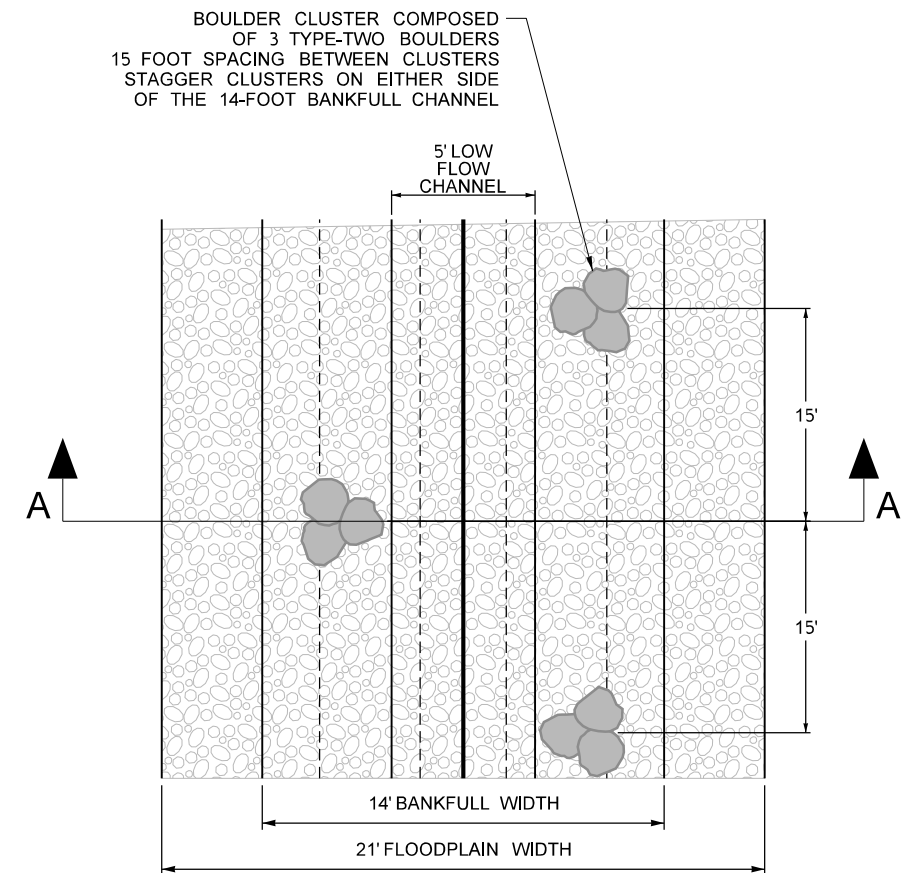 BOULDER CLUSTER COMPOSED
OF 3 TYPE-TWO BOULDERS
15 FOOT SPACING BETWEEN CLUSTERS
STAGGER CLUSTERS ON EITHER SIDE
OF THE 14-FOOT BANKFULL CHANNEL
5' LOW
FLOW
CHANNEL
15'
A
A
15'
14' BANKFULL WIDTH
21' FLOODPLAIN WIDTH